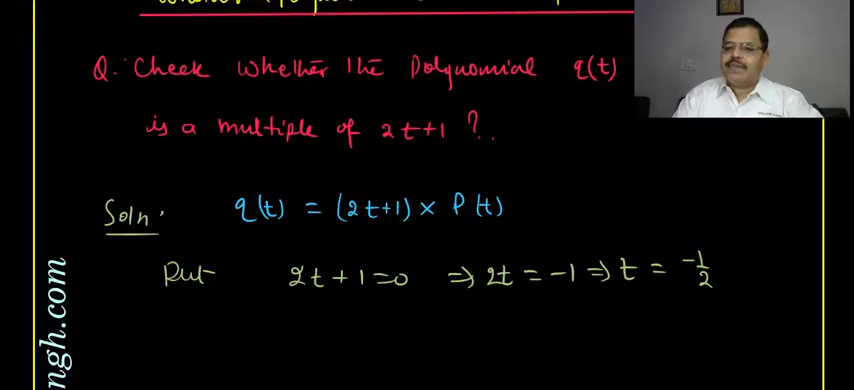 Q. Check whether the Polynomial q(t)
is a multiple of 2t+1 ?..
Soln. q(t) = (2t+1) × P(t)
Put 2t+1=0 ⇒ 2t = -1 ⇒ t = -1/2
ngh.com